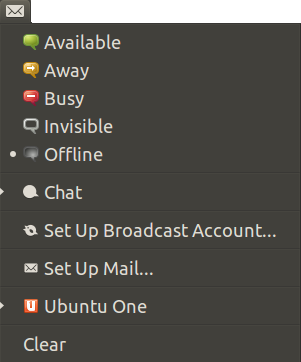 Available
Away
Busy
Invisible
Offline
Chat
Set Up Broadcast Account...
Set Up Mail...
Ubuntu One
Clear